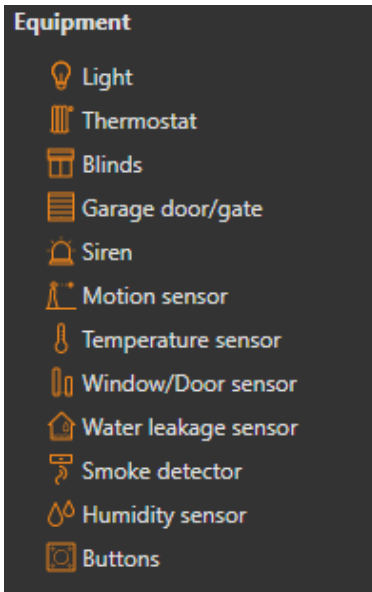 Equipment
Light
Thermostat
Blinds
Garage door/gate
Siren
Motion sensor
Temperature sensor
Window/Door sensor
Water leakage sensor
Smoke detector
Humidity sensor
Buttons